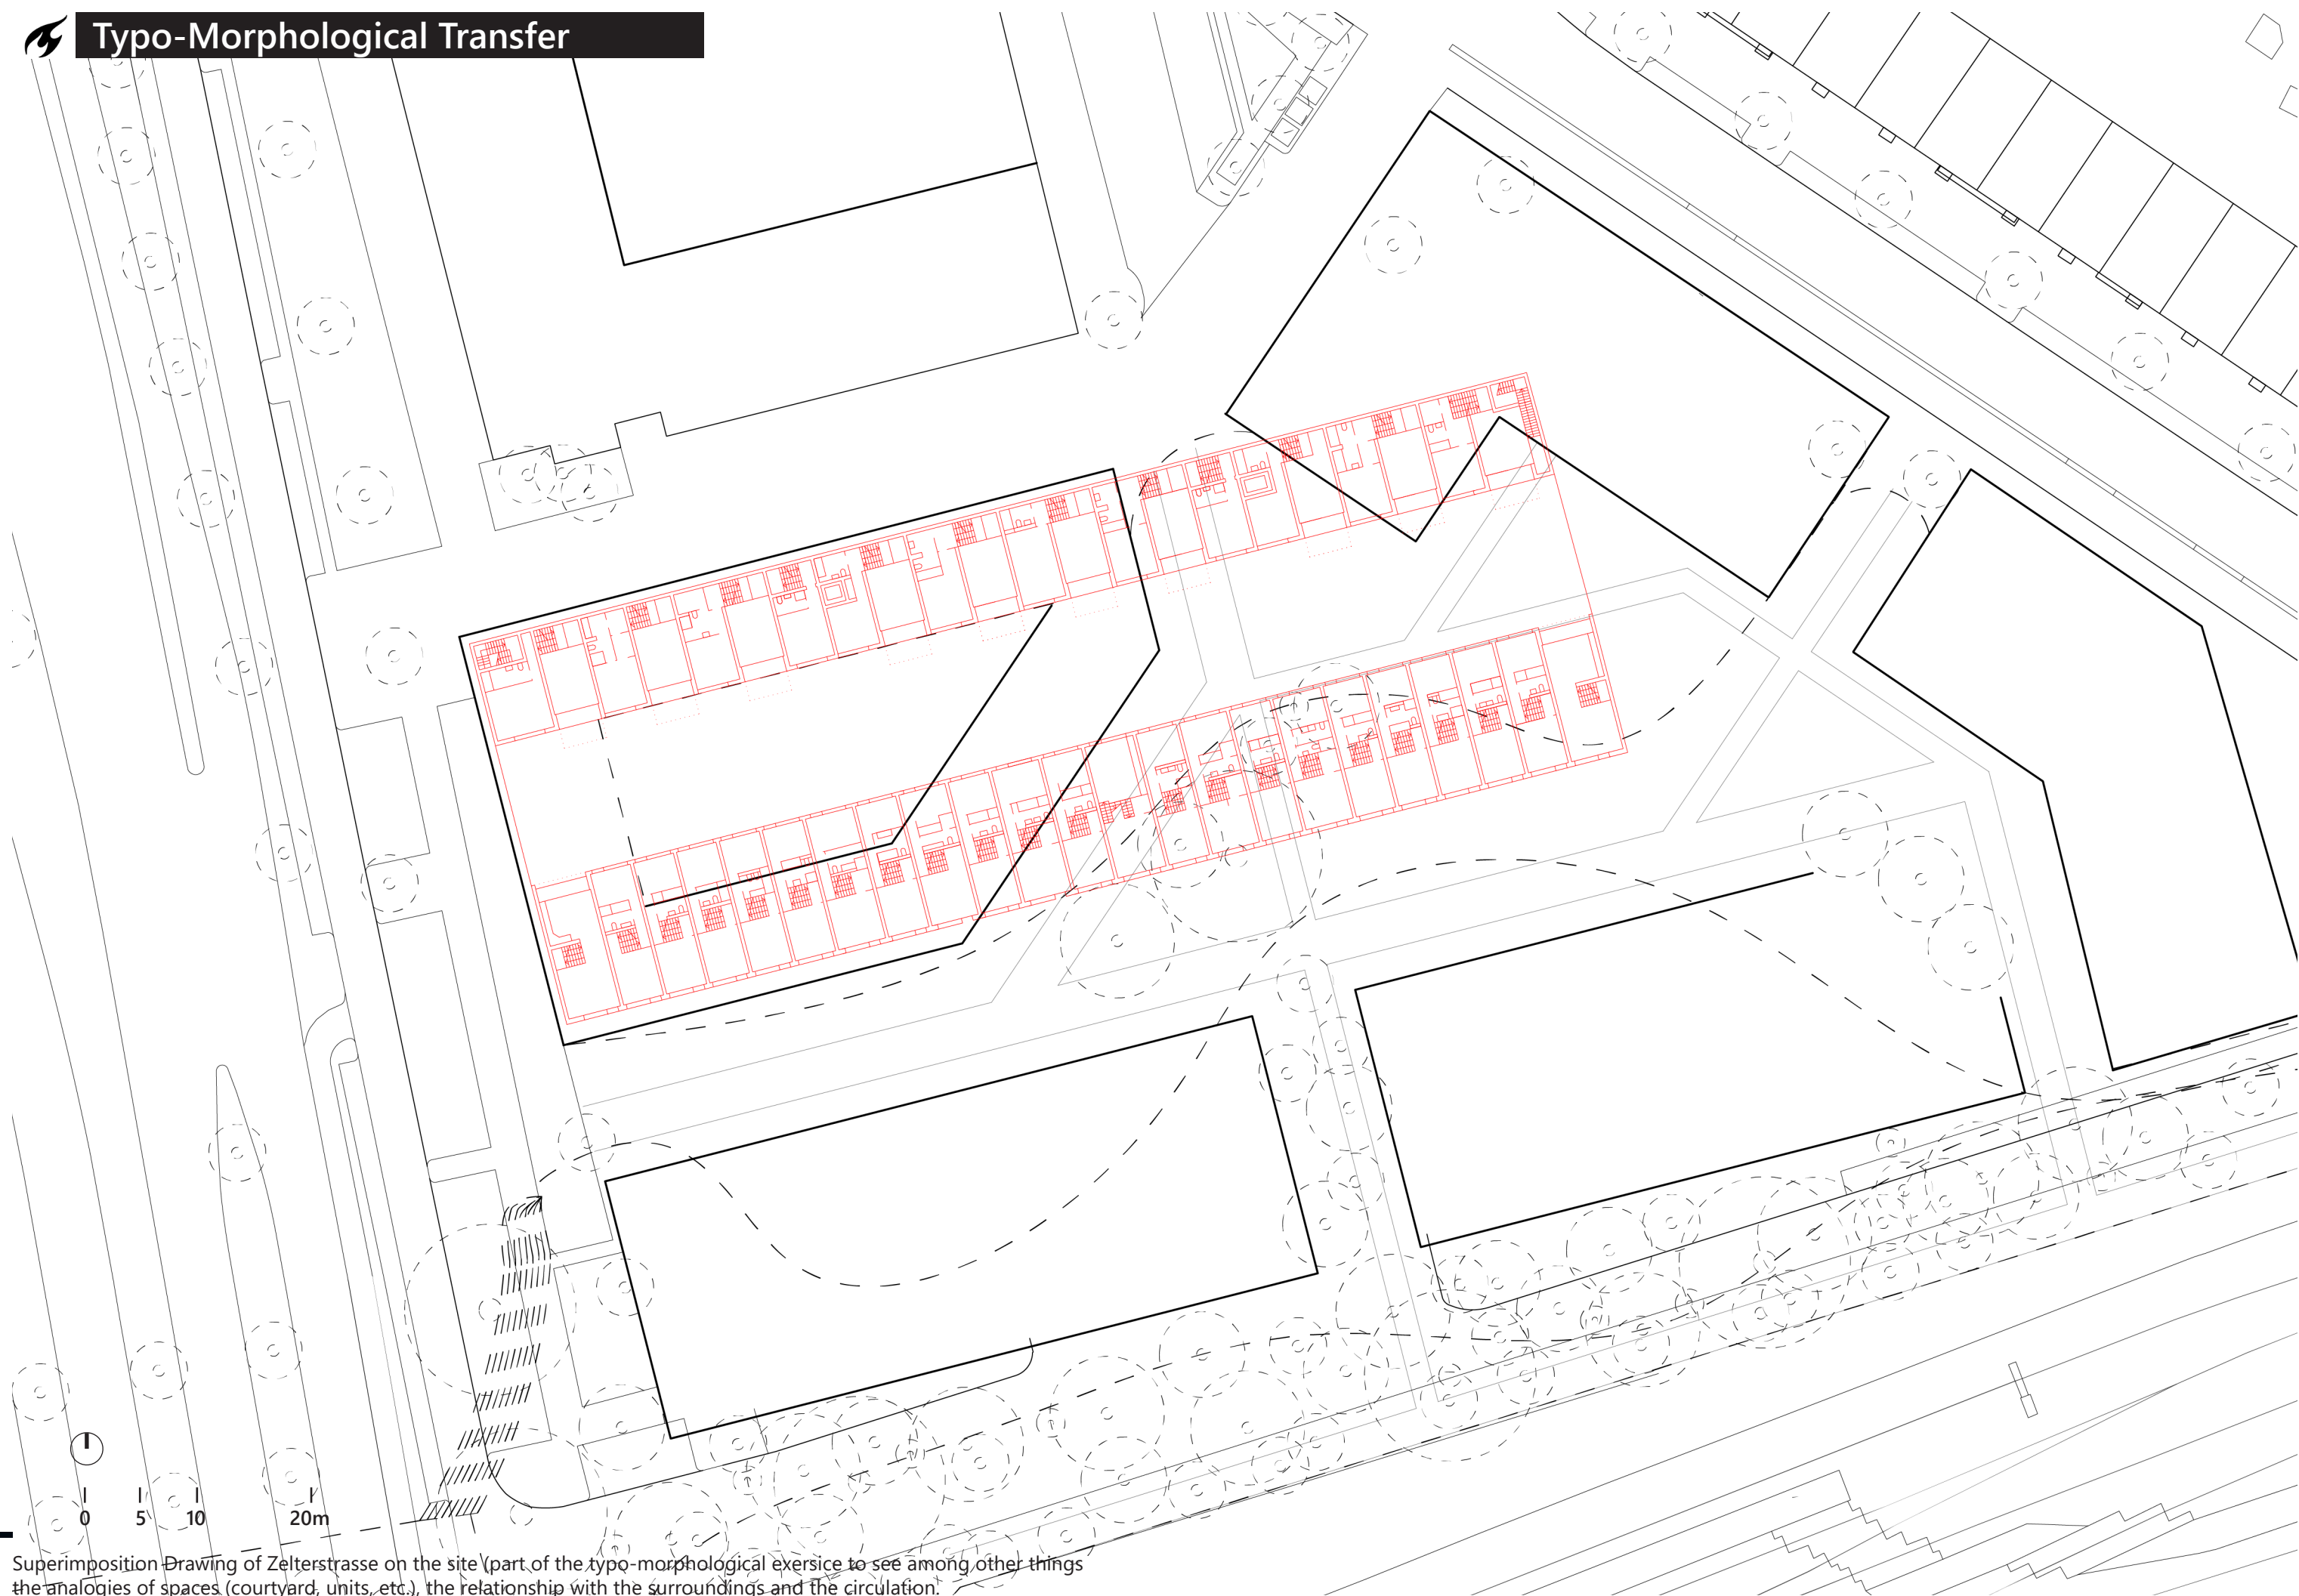 Typo-Morphological Transfer
0 5 10 20m
Superimposition Drawing of Zelterstrasse on the site (part of the typo-morphological exersice to see among other things
the analogies of spaces (courtyard, units, etc.), the relationship with the surroundings and the circulation.